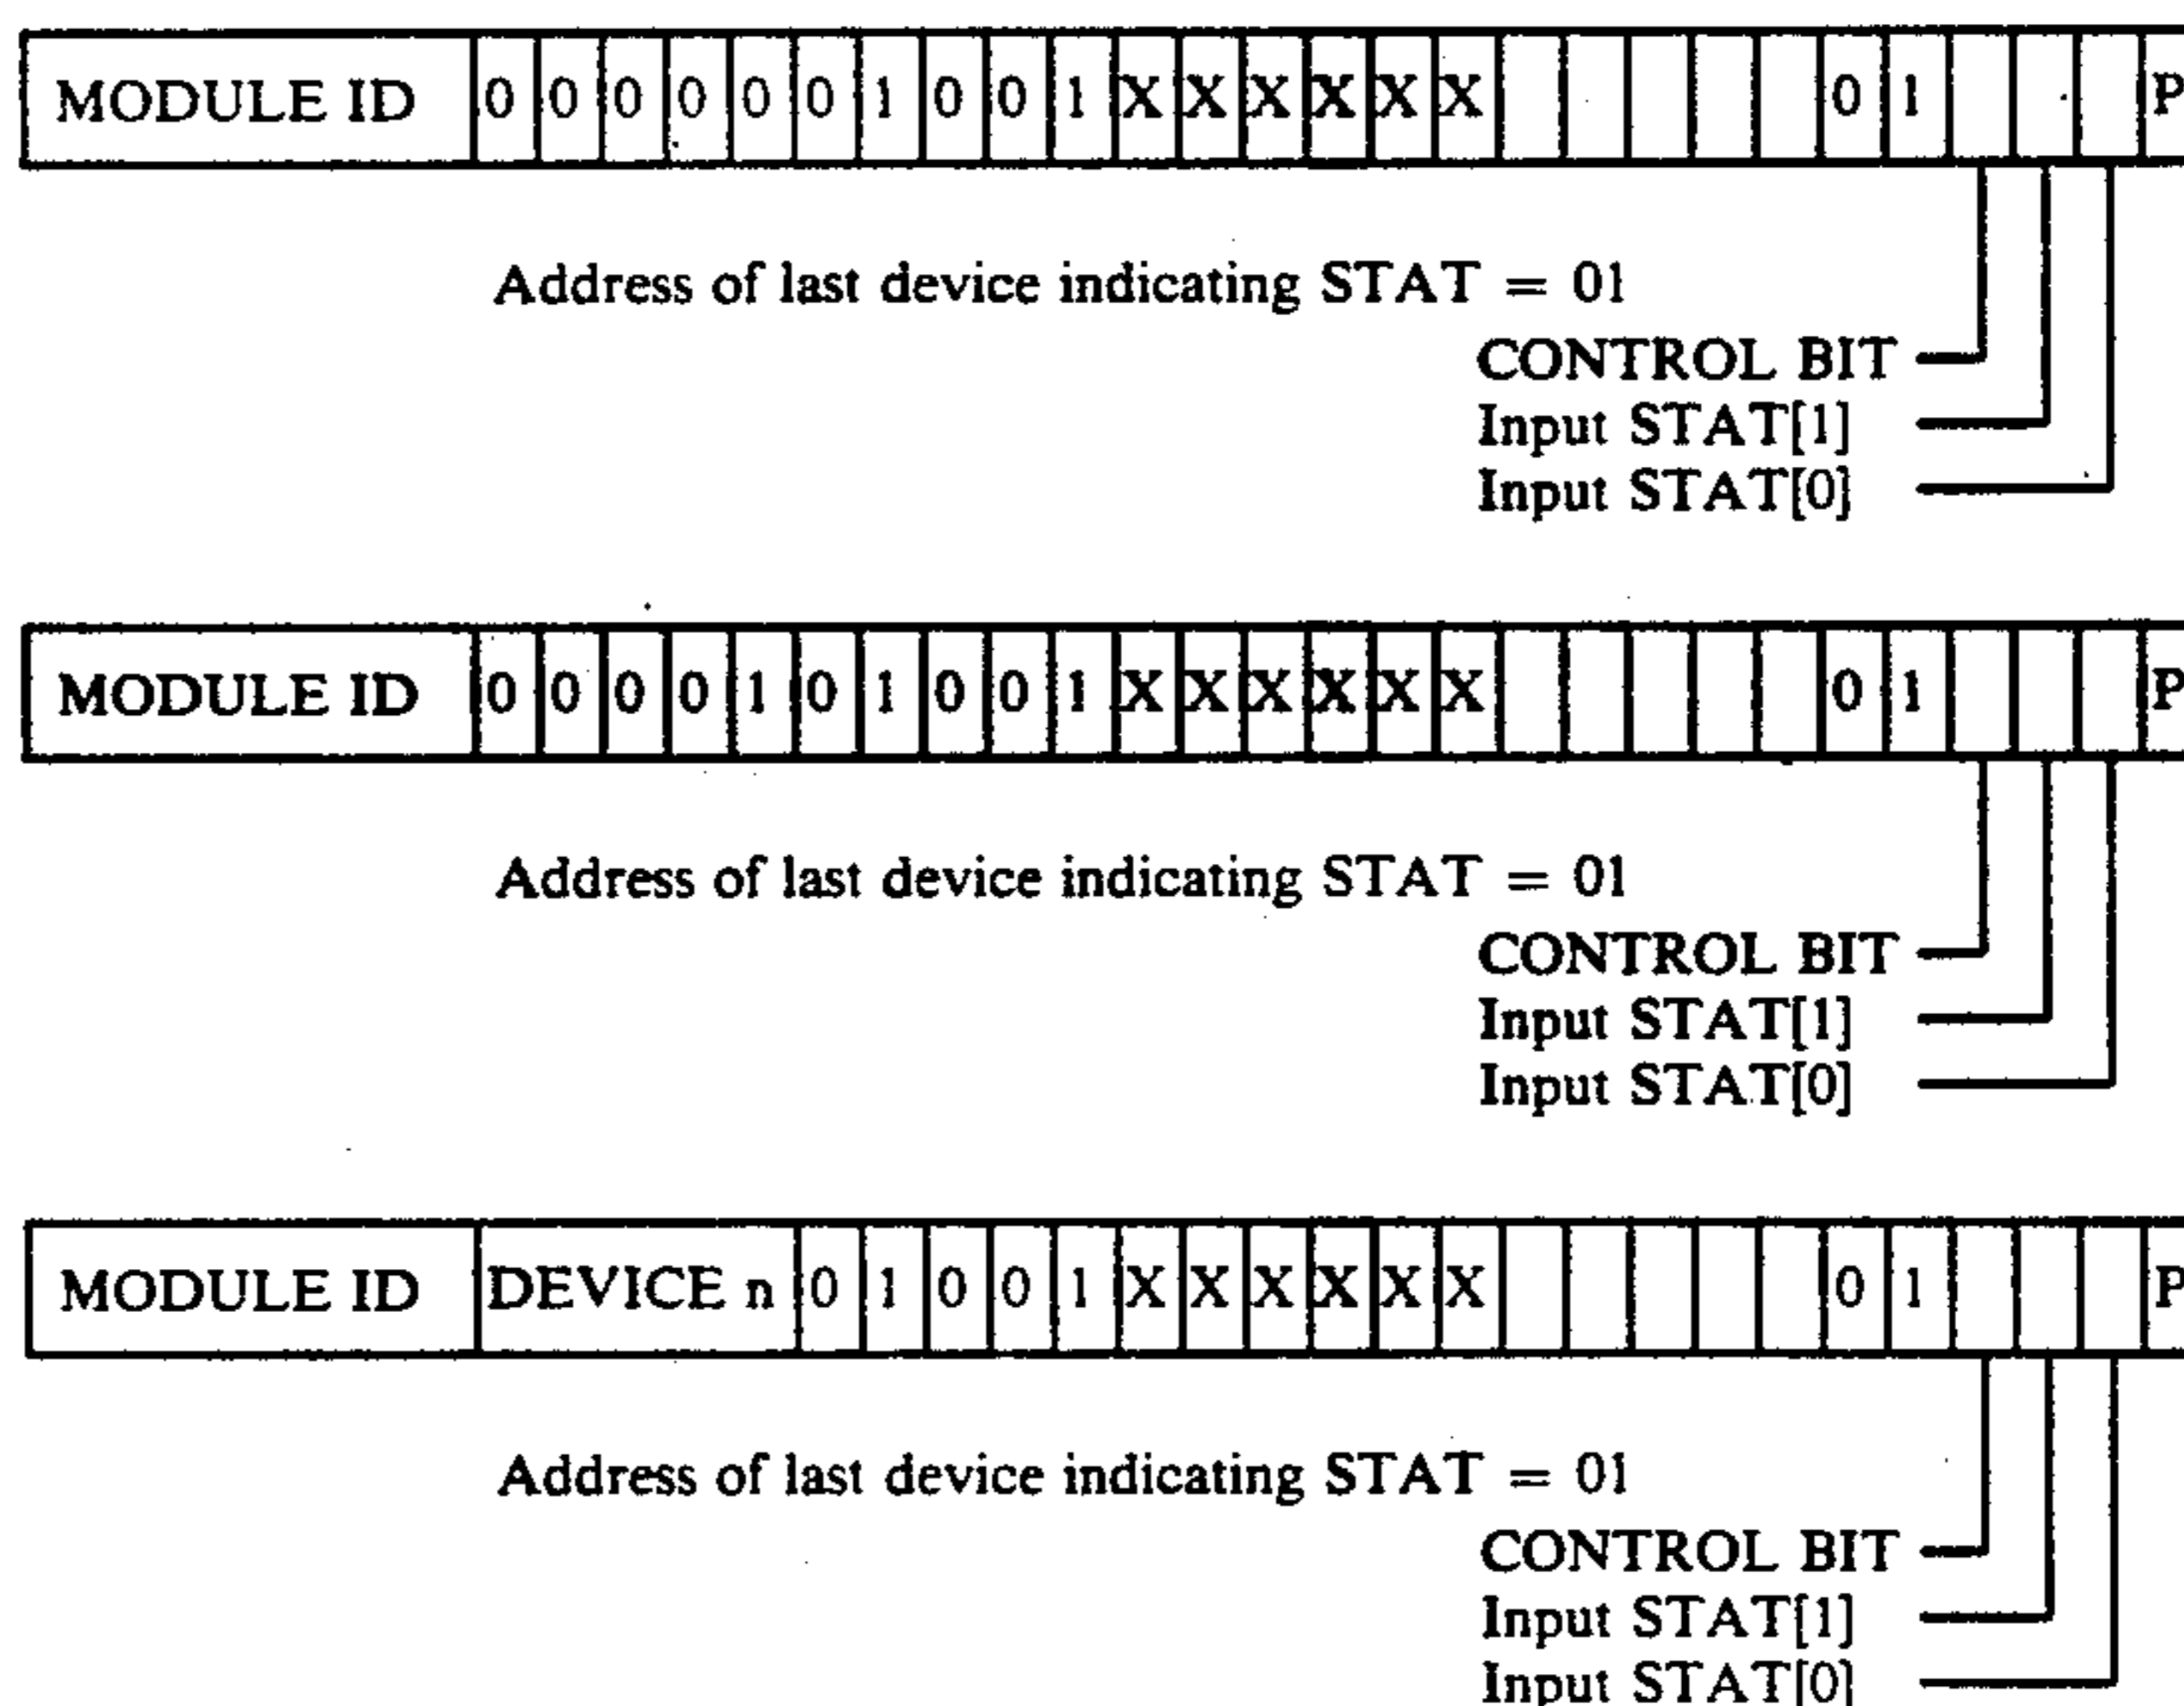 MODULE ID 0 0 0 0 0 0 1 0 0 1 X X X X X X 0 1 P
Address of last device indicating STAT = 01
CONTROL BIT
Input STAT[1]
Input STAT[0]
MODULE ID 0 0 0 0 1 0 1 0 0 1 X X X X X X 0 1 P
Address of last device indicating STAT = 01
CONTROL BIT
Input STAT[1]
Input STAT[0]
MODULE ID DEVICE n 0 1 0 0 1 X X X X X X 0 1 P
Address of last device indicating STAT = 01
CONTROL BIT
Input STAT[1]
Input STAT[0]